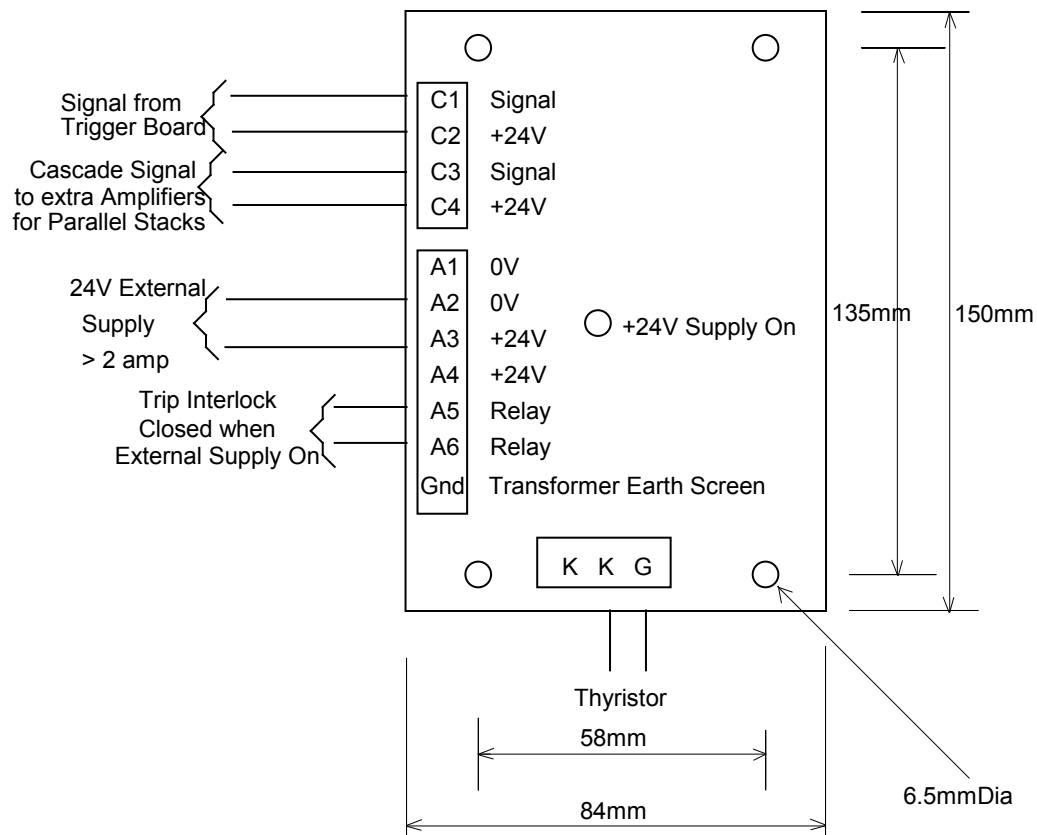 Signal from
Trigger Board
Cascade Signal
to extra Amplifiers
for Parallel Stacks
C1 Signal
C2 +24V
C3 Signal
C4 +24V
24V External
Supply
> 2 amp
Trip Interlock
Closed when
External Supply On
A1 0V
A2 0V
A3 +24V
A4 +24V
A5 Relay
A6 Relay
Gnd Transformer Earth Screen
+24V Supply On
135mm
150mm
K K G
Thyristor
58mm
84mm
6.5mmDia